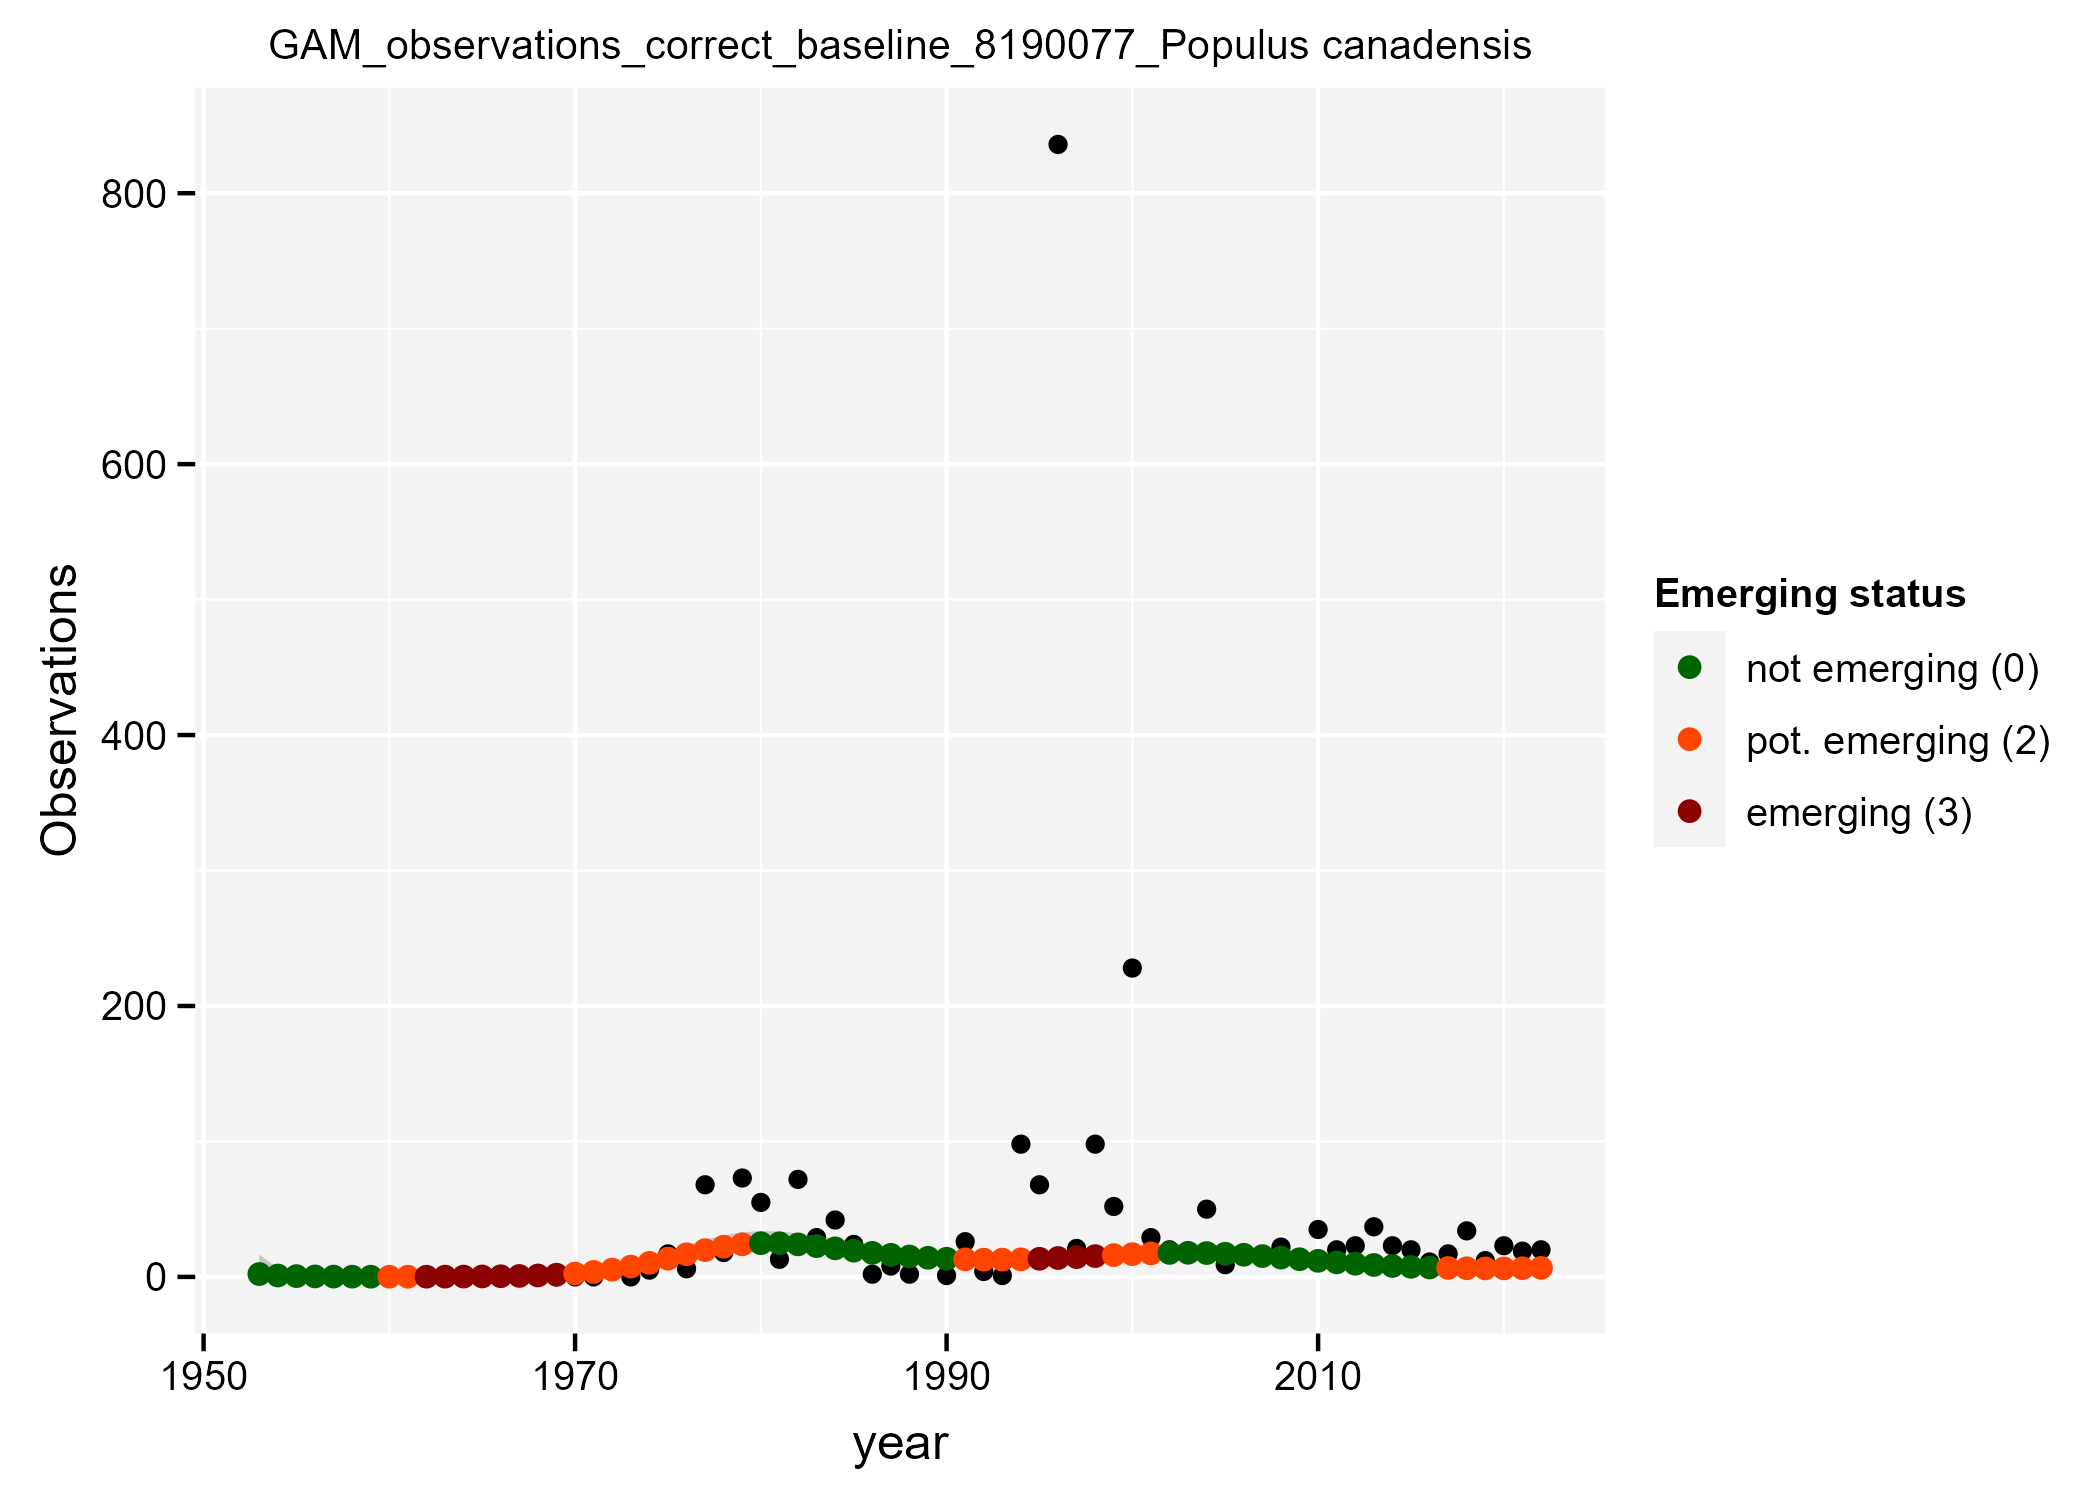 GAM_observations_correct_baseline_8190077_Populus canadensis
800
600
400
200
0
Observations
1950 1970 1990 2010
year
Emerging status
not emerging (0)
pot. emerging (2)
emerging (3)